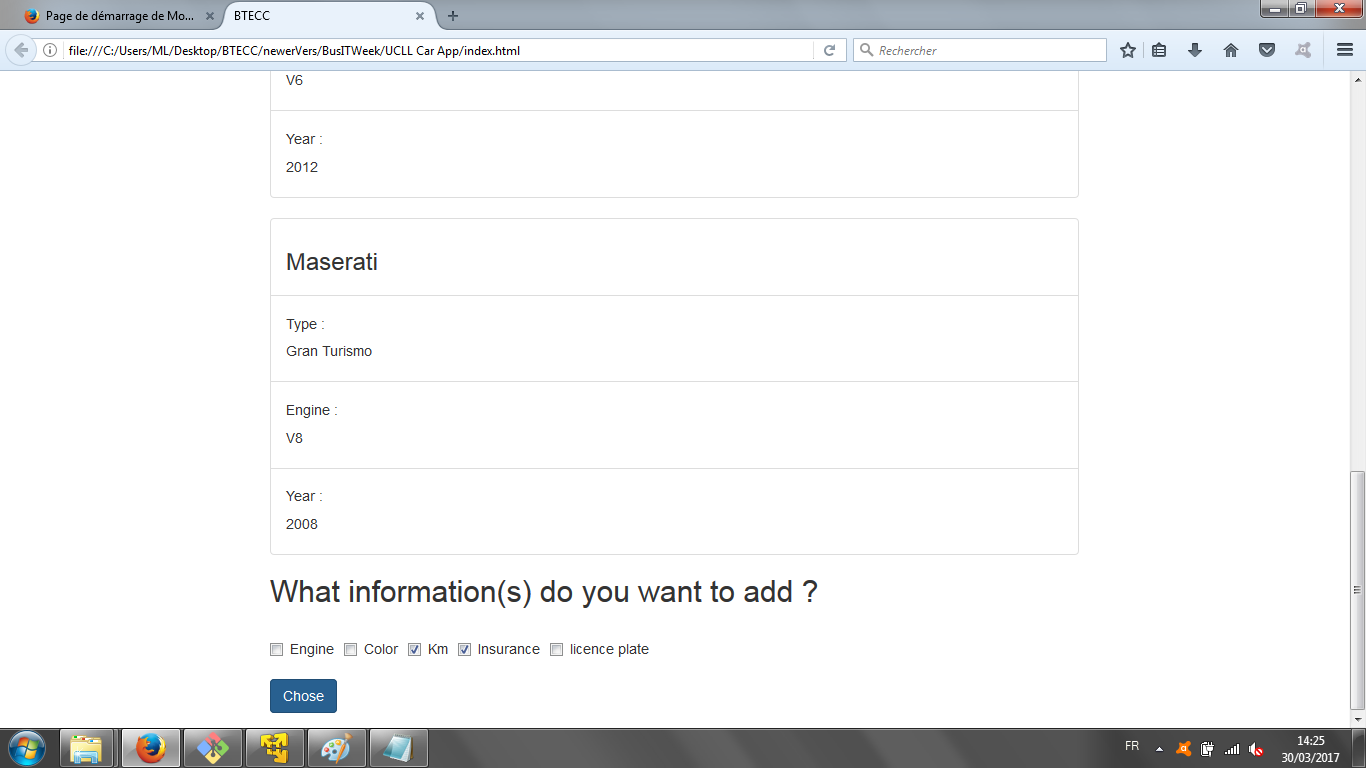 Page de démarrage de Mo...
BTECC
file:///C:/Users/ML/Desktop/BTECC/newerVers/BusITWeek/UCLL Car App/index.html
Rechercher
V6
Year :
2012
Maserati
Type :
Gran Turismo
Engine :
V8
Year :
2008
What information(s) do you want to add ?
Engine Color Km Insurance licence plate
Chose
FR
14:25
30/03/2017